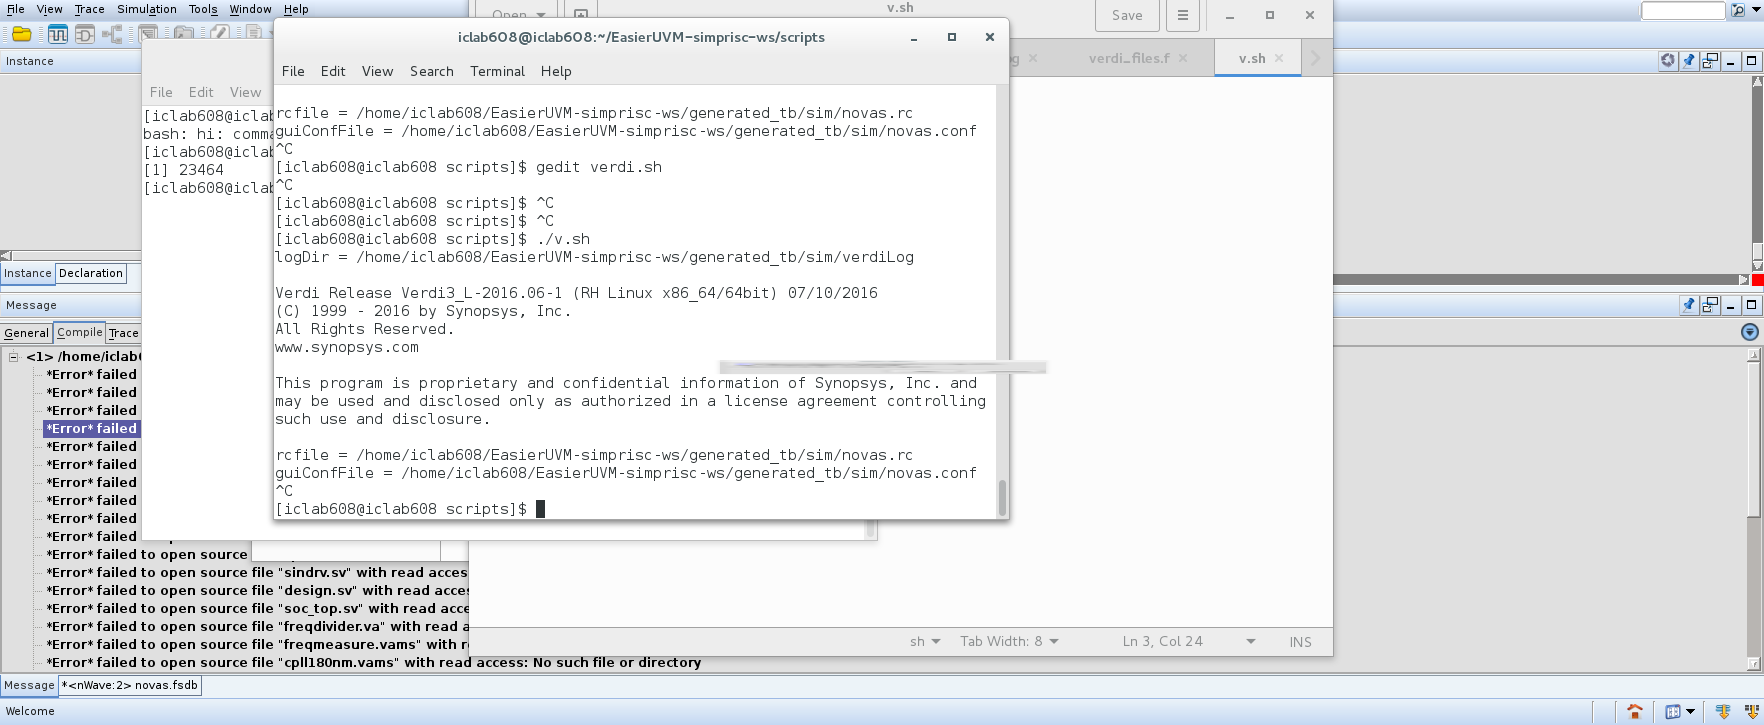 File View Trace Simulation Tools Window Help
Instance
Instance Declaration
Message
General Compile Trace
<1> /home/iclab
*Error* failed
*Error* failed
*Error* failed
*Error* failed
*Error* failed
*Error* failed
*Error* failed
*Error* failed
*Error* failed
*Error* failed to open source
*Error* failed to open source file "sindrv.sv" with read acces
*Error* failed to open source file "design.sv" with read acce
*Error* failed to open source file "soc_top.sv" with read acce
*Error* failed to open source file "freqdivider.va" with read a
*Error* failed to open source file "freqmeasure.vams" with r
*Error* failed to open source file "cpll180nm.vams" with read access: No such file or directory
Message *<nWave:2> novas.fsdb
Welcome
File Edit View
[iclab608@iclab
bash: hi: comma
[iclab608@iclab
[1] 23464
[iclab608@iclab
iclab608@iclab608:~/EasierUVM-simprisc-ws/scripts
File Edit View Search Terminal Help
rcfile = /home/iclab608/EasierUVM-simprisc-ws/generated_tb/sim/novas.rc
guiConfFile = /home/iclab608/EasierUVM-simprisc-ws/generated_tb/sim/novas.conf
^C
[iclab608@iclab608 scripts]$ gedit verdi.sh
^C
[iclab608@iclab608 scripts]$ ^C
[iclab608@iclab608 scripts]$ ^C
[iclab608@iclab608 scripts]$ ./v.sh
logDir = /home/iclab608/EasierUVM-simprisc-ws/generated_tb/sim/verdiLog
Verdi Release Verdi3_L-2016.06-1 (RH Linux x86_64/64bit) 07/10/2016
(C) 1999 - 2016 by Synopsys, Inc.
All Rights Reserved.
www.synopsys.com
This program is proprietary and confidential information of Synopsys, Inc. and
may be used and disclosed only as authorized in a license agreement controlling
such use and disclosure.
rcfile = /home/iclab608/EasierUVM-simprisc-ws/generated_tb/sim/novas.rc
guiConfFile = /home/iclab608/EasierUVM-simprisc-ws/generated_tb/sim/novas.conf
^C
[iclab608@iclab608 scripts]$
Open v.sh Save
g verdi_files.f v.sh
sh Tab Width: 8 Ln 3, Col 24 INS